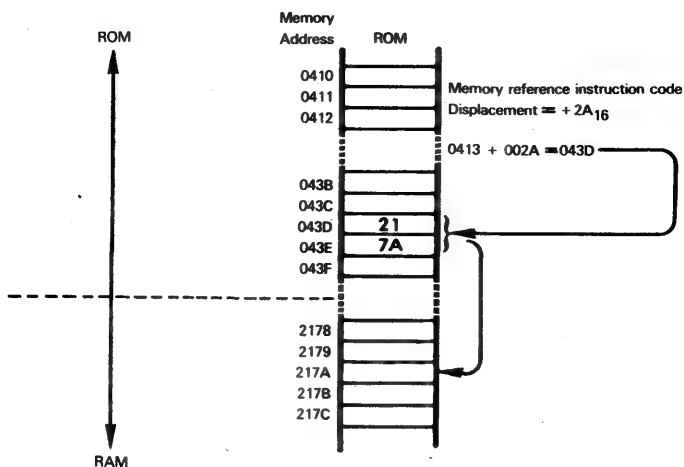 Memory
Address
ROM
ROM
0410
0411
0412
Memory reference instruction code
Displacement = + 2A16
0413 + 002A = 043D
043B
043C
043D 21
043E 7A
043F
2178
2179
217A
217B
217C
RAM